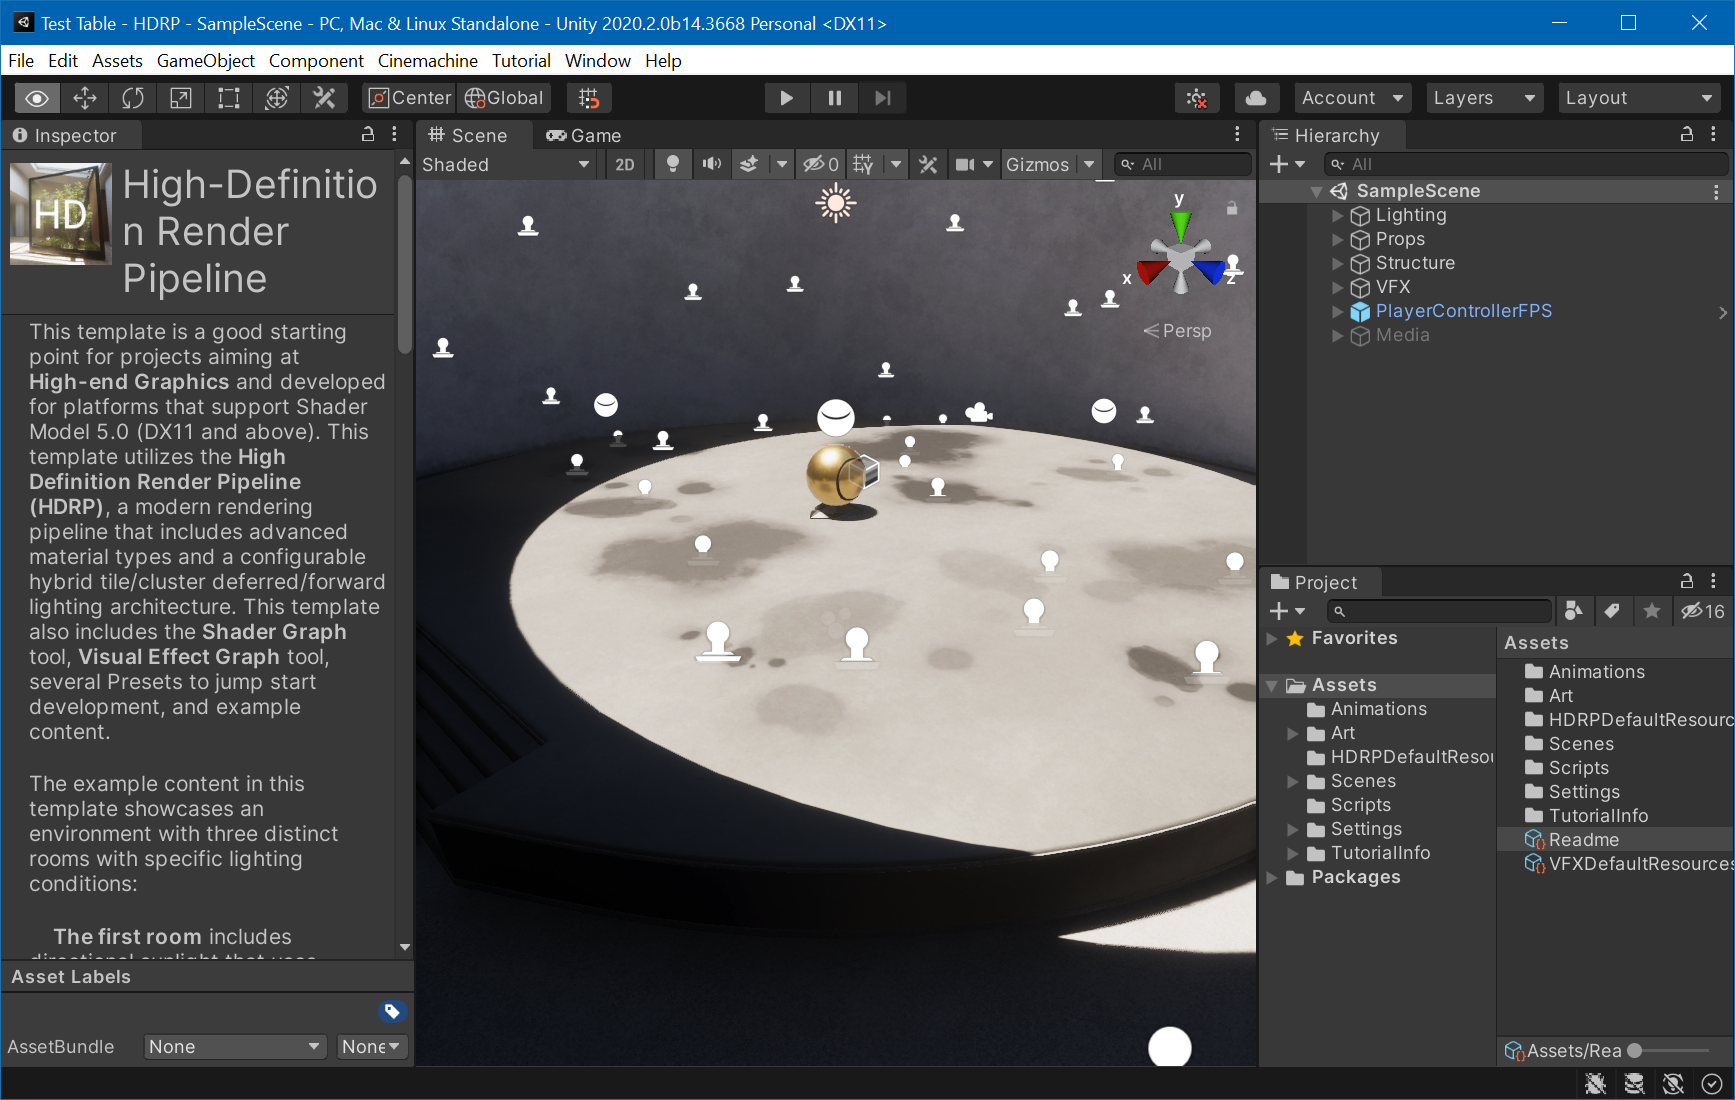 Test Table - HDRP - SampleScene - PC, Mac & Linux Standalone - Unity 2020.2.0b14.3668 Personal <DX11>
File Edit Assets GameObject Component Cinemachine Tutorial Window Help
Center Global Account Layers Layout
Inspector
HD
High-Definitio
n Render
Pipeline
This template is a good starting
point for projects aiming at
High-end Graphics and developed
for platforms that support Shader
Model 5.0 (DX11 and above). This
template utilizes the High
Definition Render Pipeline
(HDRP), a modern rendering
pipeline that includes advanced
material types and a configurable
hybrid tile/cluster deferred/forward
lighting architecture. This template
also includes the Shader Graph
tool, Visual Effect Graph tool,
several Presets to jump start
development, and example
content.
The example content in this
template showcases an
environment with three distinct
rooms with specific lighting
conditions:
The first room includes
directional sunlight that uses
Asset Labels
AssetBundle None None
Scene Game
Shaded 2D 0 Gizmos All
y
x
z
Persp
Hierarchy
All
SampleScene
Lighting
Props
Structure
VFX
PlayerControllerFPS
Media
Project
16
Favorites
Assets
Animations
Art
HDRPDefaultResou
Scenes
Scripts
Settings
TutorialInfo
Packages
Assets
Animations
Art
HDRPDefaultResourc
Scenes
Scripts
Settings
TutorialInfo
Readme
VFXDefaultResources
Assets/Rea